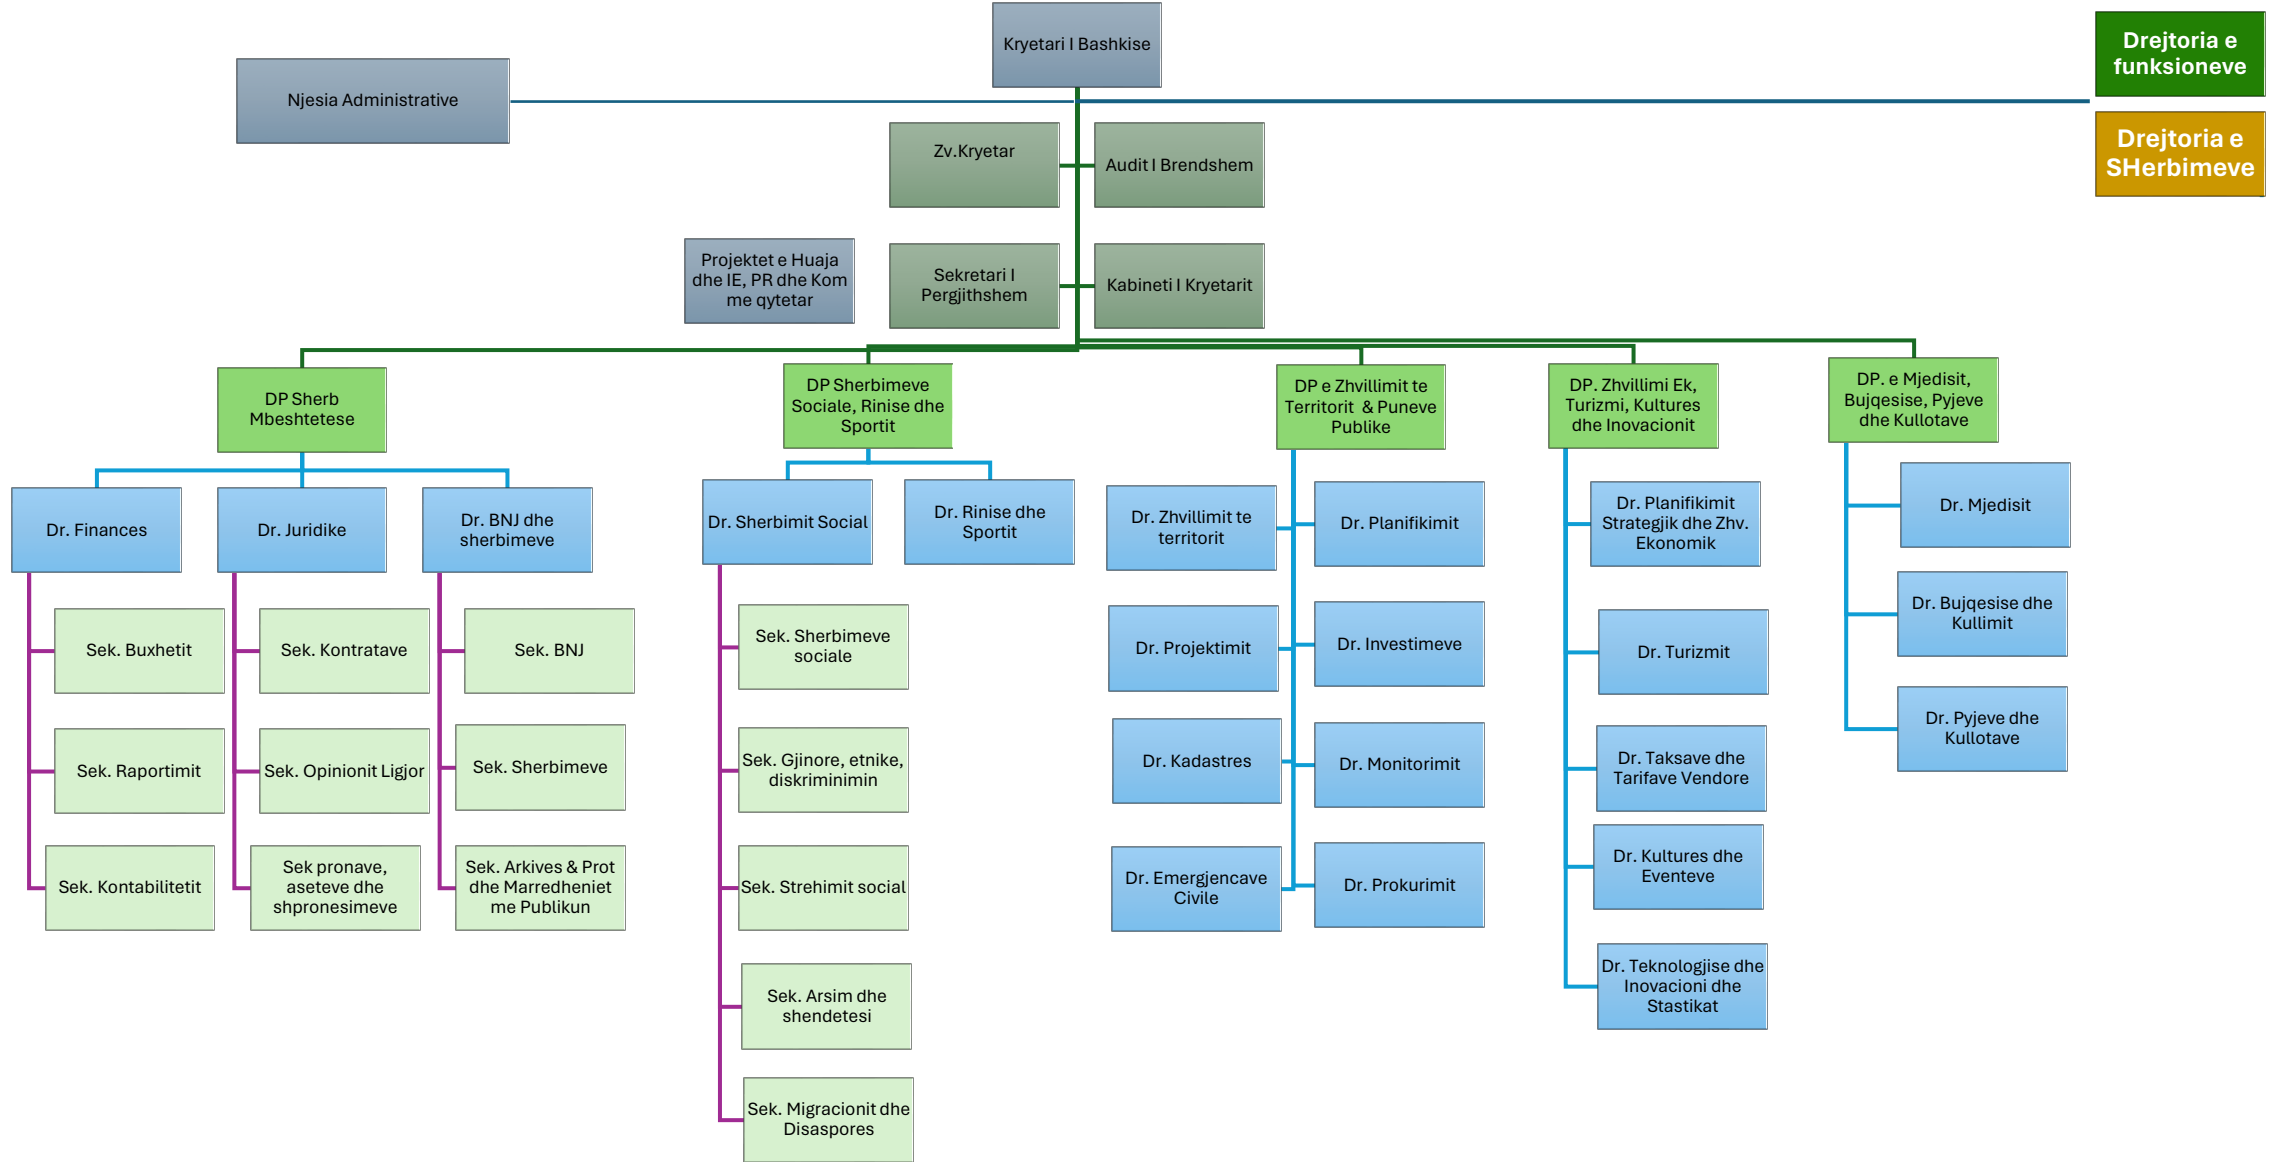 Kryetari I Bashkise
Drejtoria e
funksioneve
Njesia Administrative
Drejtoria e
SHerbimeve
Zv.Kryetar
Audit I Brendshem
Projektet e Huaja
dhe IE, PR dhe Kom
me qytetar
Sekretari I
Pergjithshem
Kabineti I Kryetarit
DP Sherb
Mbeshtetese
DP Sherbimeve
Sociale, Rinise dhe
Sportit
DP e Zhvillimit te
Territorit & Puneve
Publike
DP. Zhvillimi Ek,
Turizmi, Kultures
dhe Inovacionit
DP. e Mjedisit,
Bujqesise, Pyjeve
dhe Kullotave
Dr. Finances
Dr. Juridike
Dr. BNJ dhe
sherbimeve
Sek. Buxhetit
Sek. Kontratave
Sek. BNJ
Sek. Raportimit
Sek. Opinionit Ligjor
Sek. Sherbimeve
Sek. Kontabilitetit
Sek pronave,
aseteve dhe
shpronesimeve
Sek. Arkives & Prot
dhe Marredheniet
me Publikun
Dr. Sherbimit Social
Dr. Rinise dhe
Sportit
Sek. Sherbimeve
sociale
Sek. Gjinore, etnike,
diskriminimin
Sek. Strehimit social
Sek. Arsim dhe
shendetesi
Sek. Migracionit dhe
Disaspores
Dr. Zhvillimit te
territorit
Dr. Planifikimit
Dr. Projektimit
Dr. Investimeve
Dr. Kadastres
Dr. Monitorimit
Dr. Emergjencave
Civile
Dr. Prokurimit
Dr. Planifikimit
Strategjik dhe Zhv.
Ekonomik
Dr. Turizmit
Dr. Taksave dhe
Tarifave Vendore
Dr. Kultures dhe
Eventeve
Dr. Teknologjise dhe
Inovacioni dhe
Stastikat
Dr. Mjedisit
Dr. Bujqesise dhe
Kullimit
Dr. Pyjeve dhe
Kullotave